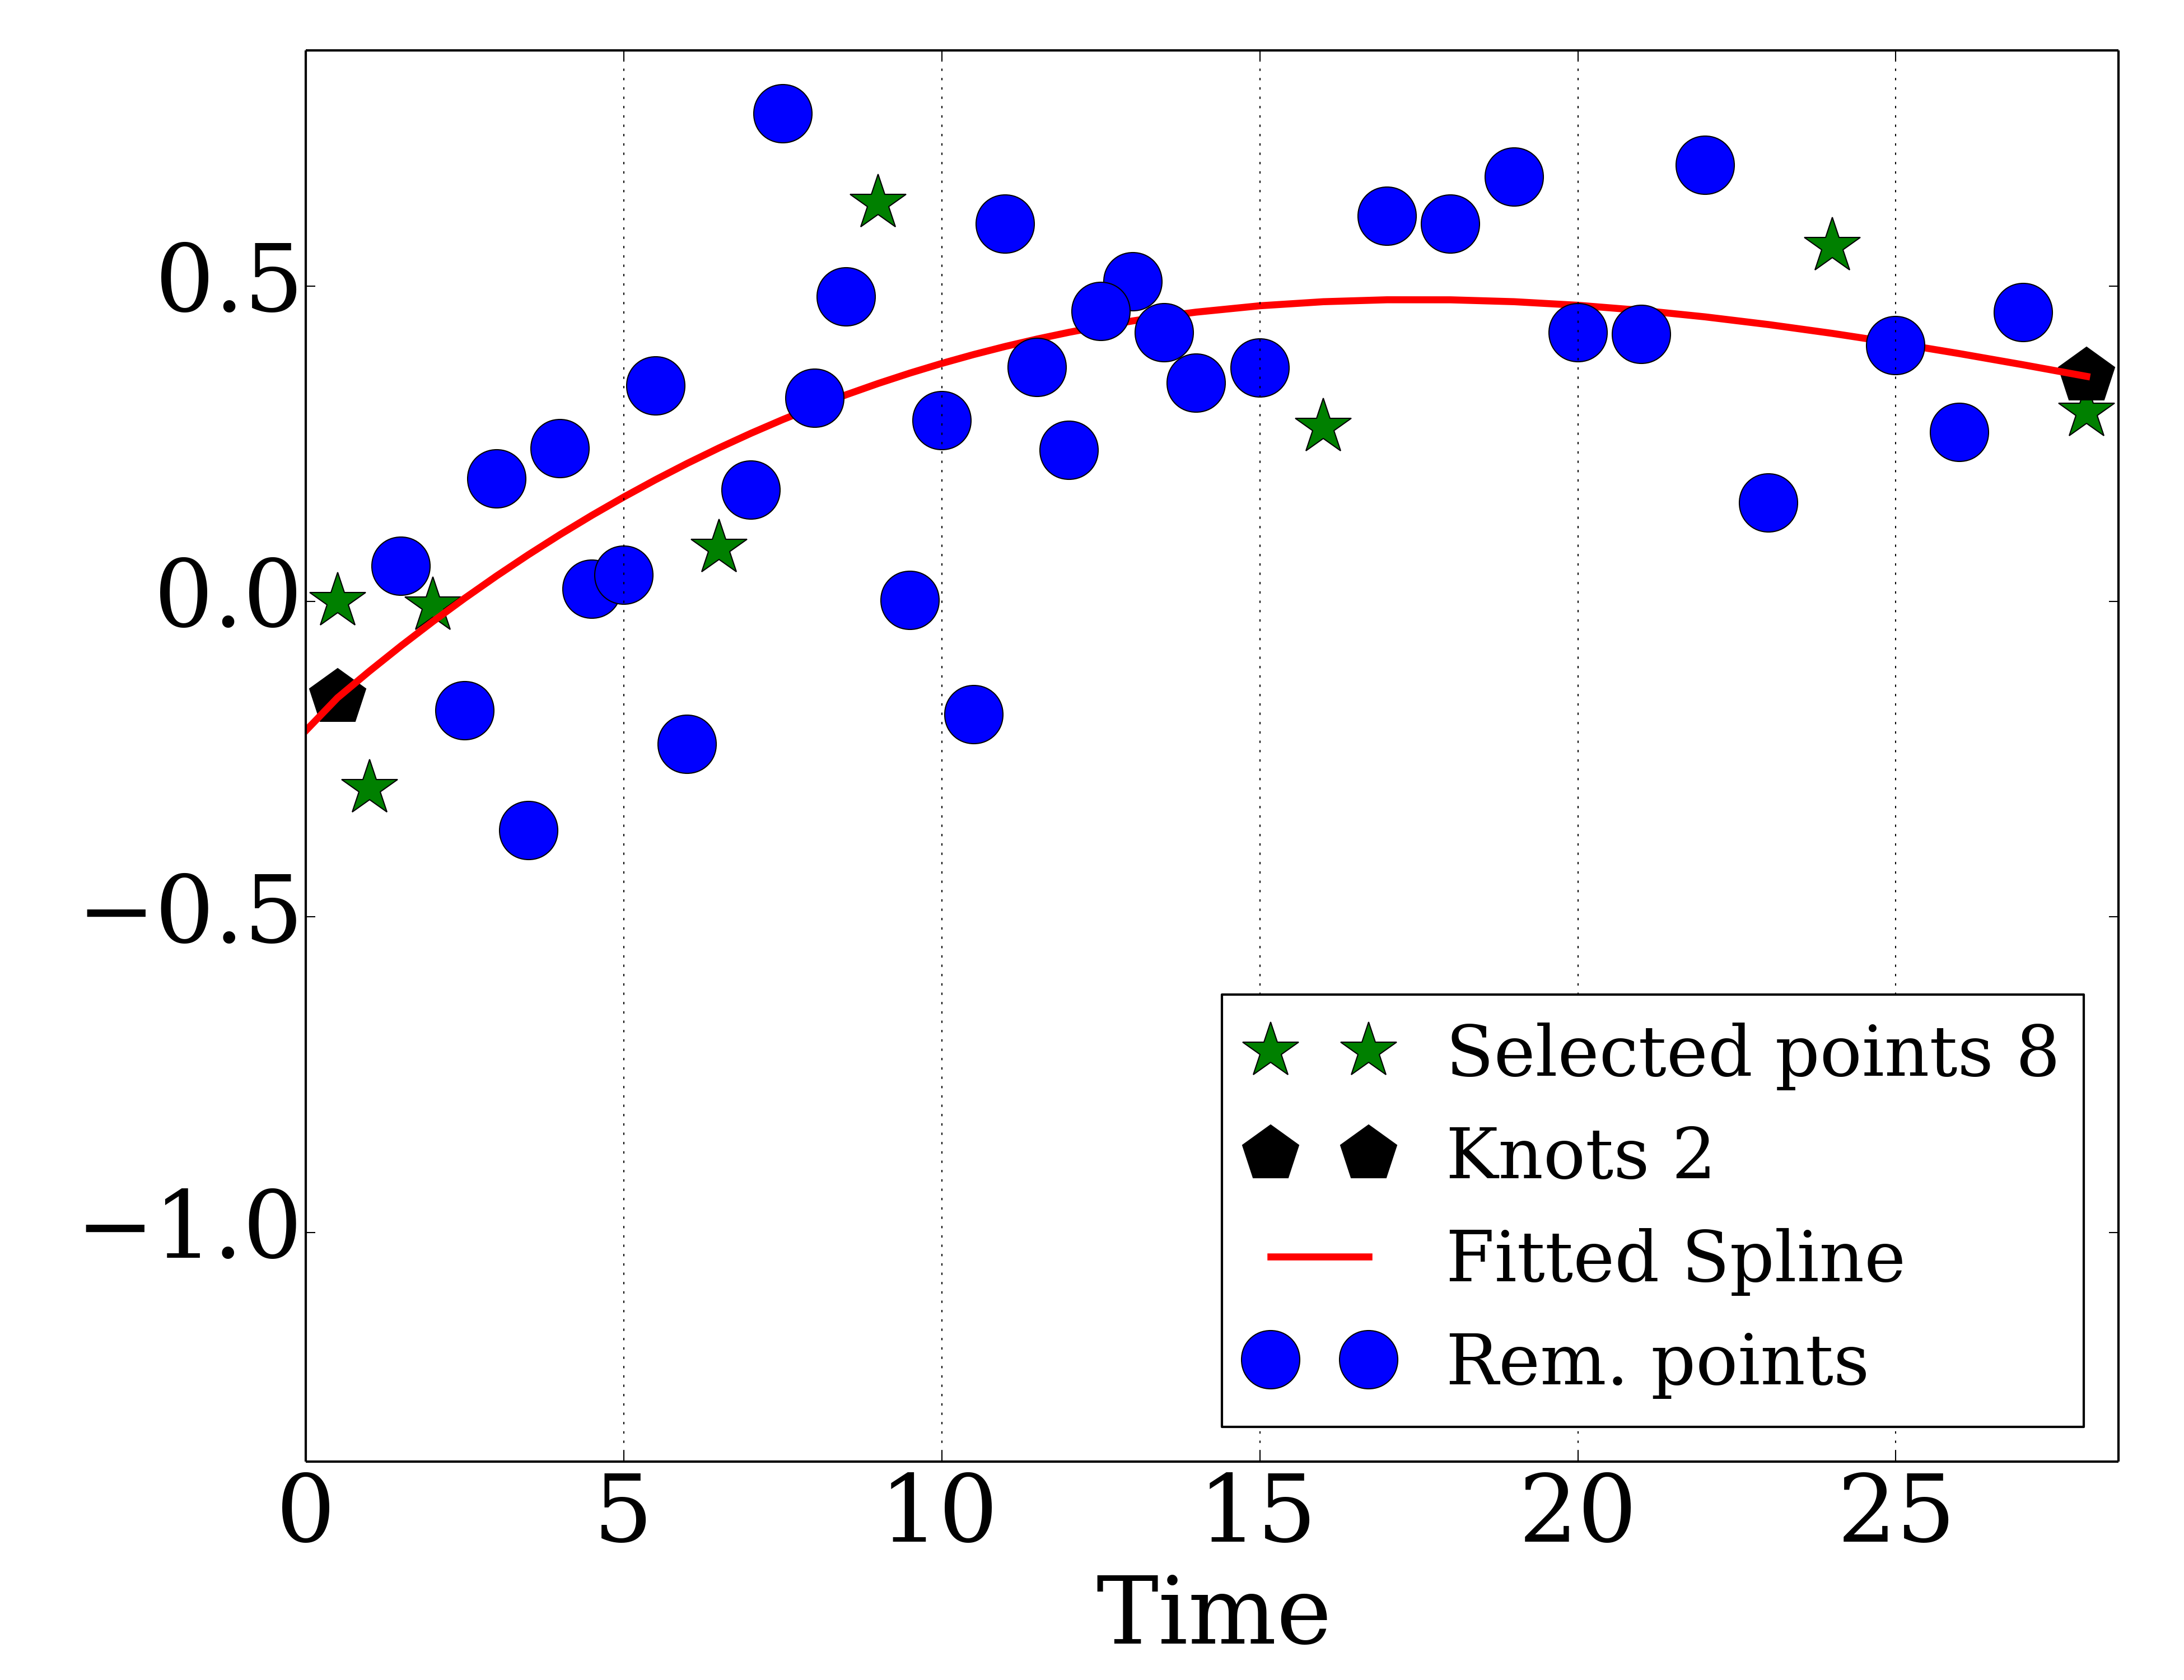 0.5
0.0
−0.5
−1.0
Selected points 8
Knots 2
Fitted Spline
Rem. points
0 5 10 15 20 25
Time